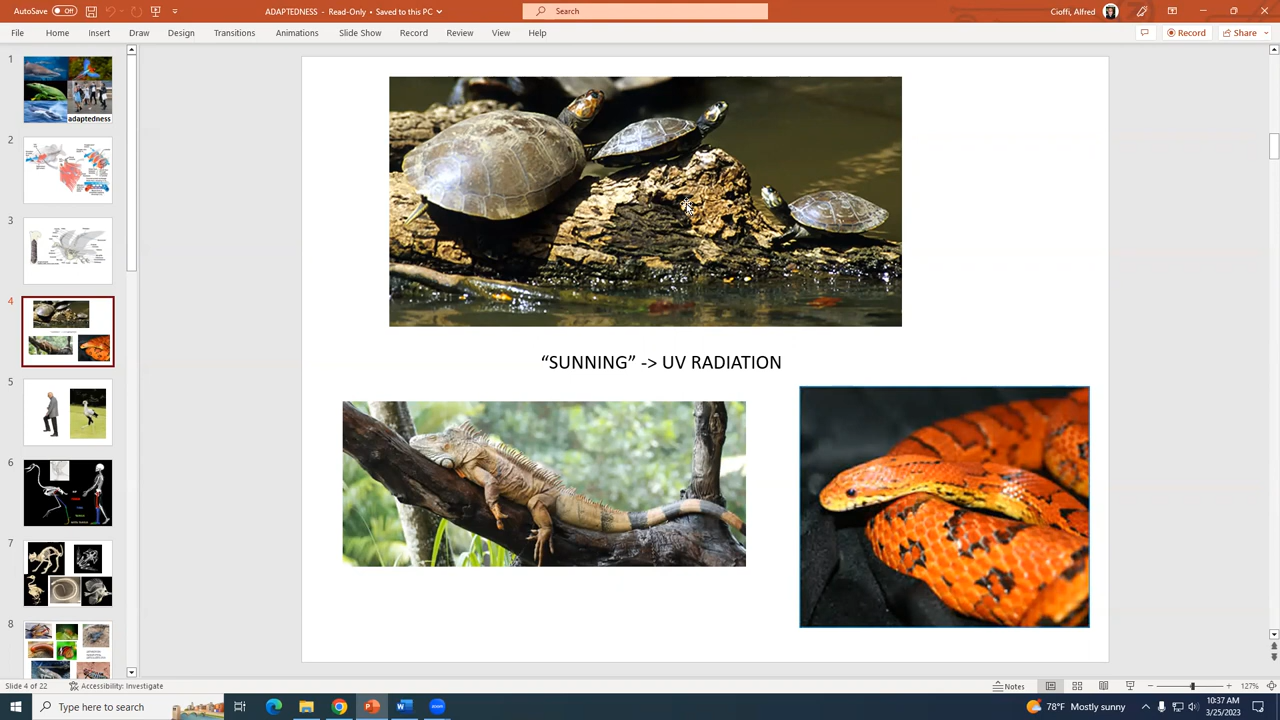 AutoSave Off ADAPTEDNESS - Read-Only • Saved to this PC Search Cioffi, Alfred
File Home Insert Draw Design Transitions Animations Slide Show Record Review View Help Record Share
1
adaptedness
2
3
4
5
6
7
8
“SUNNING” -> UV RADIATION
Slide 4 of 22 Accessibility: Investigate Notes 127%
Type here to search 78°F Mostly sunny 10:37 AM
3/25/2023